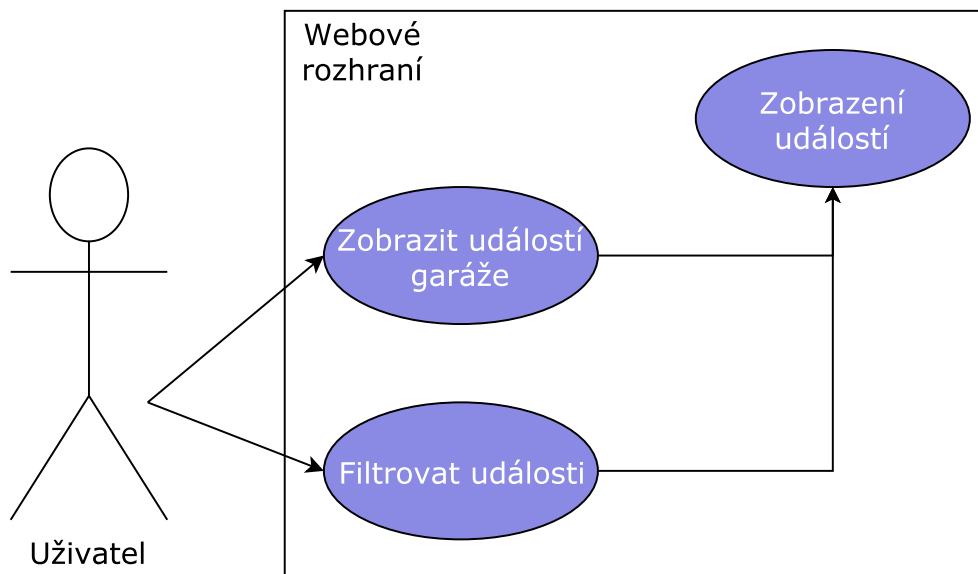 Webové
rozhraní
Zobrazení
událostí
Zobrazit událostí
garáže
Filtrovat události
Uživatel